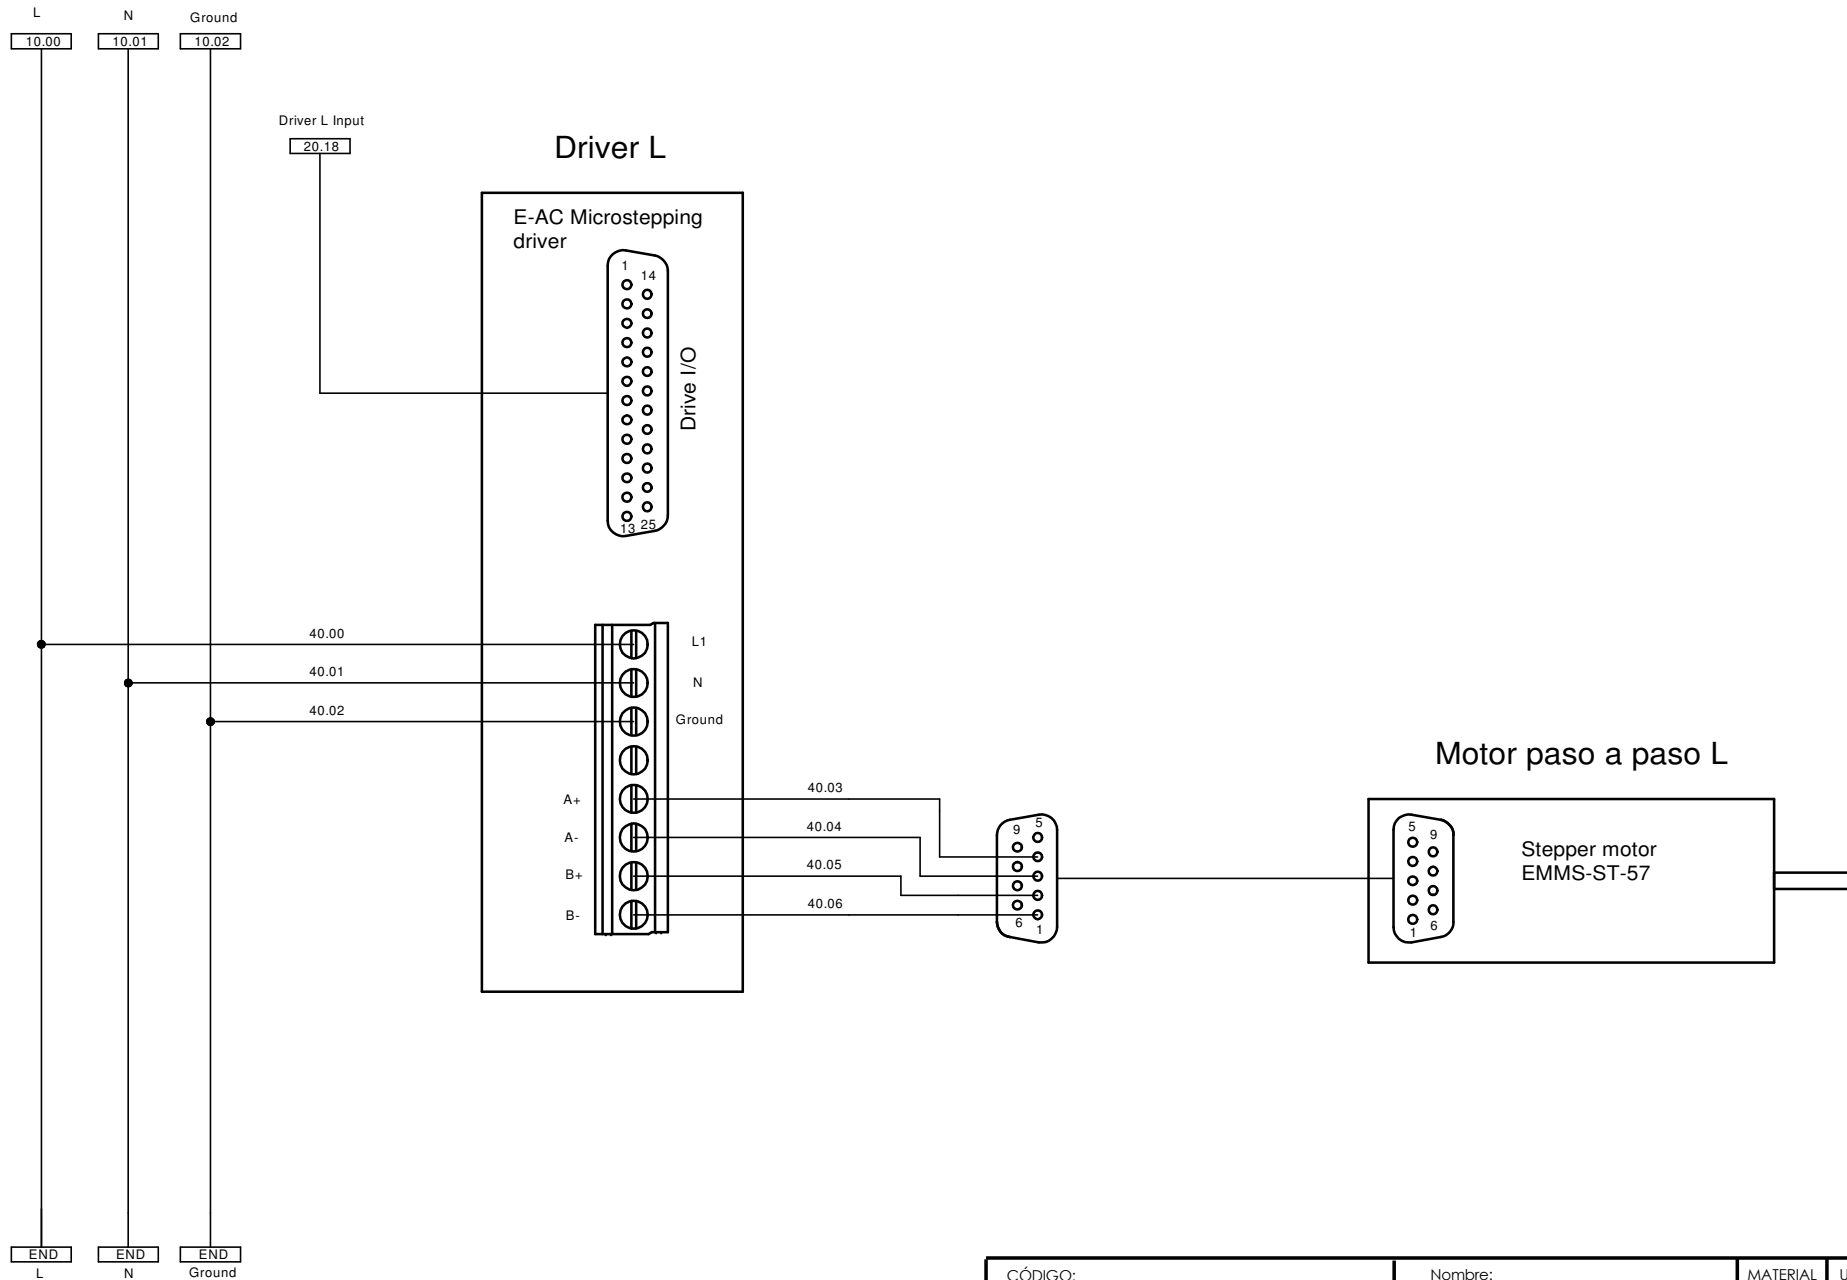 L
N
Ground
10.00
10.01
10.02
Driver L Input
20.18
Driver L
E-AC Microstepping
driver
1
14
Drive I/O
13
25
40.00
L1
40.01
N
40.02
Ground
A+
40.03
A-
40.04
B+
40.05
B-
40.06
9
5
6
1
Motor paso a paso L
5
9
Stepper motor
EMMS-ST-57
1
6
END
END
END
L
N
Ground
CÓDIGO:
Nombre:
MATERIAL